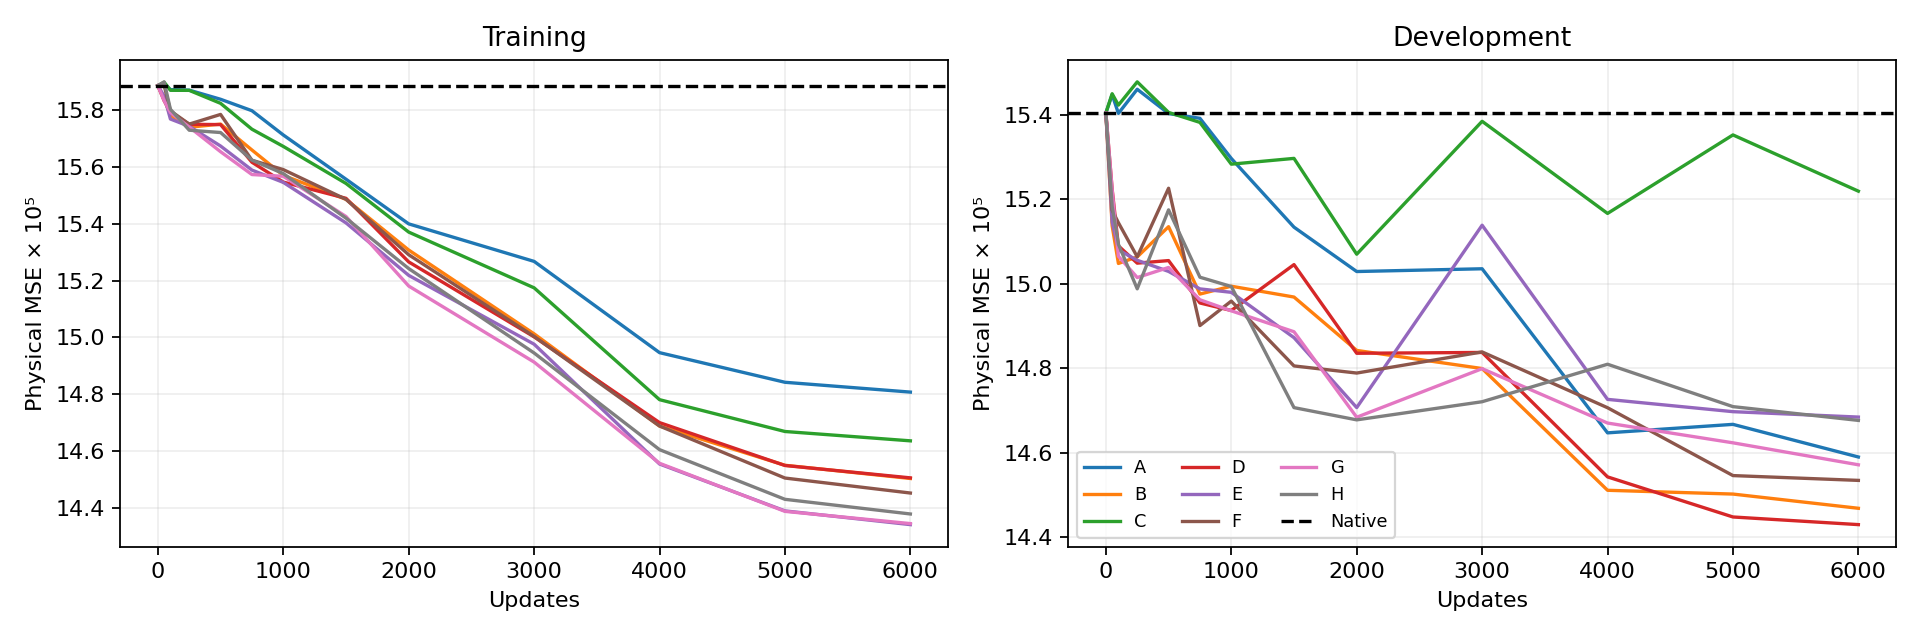 Training
Physical MSE × 10⁵
15.8
15.6
15.4
15.2
15.0
14.8
14.6
14.4
0 1000 2000 3000 4000 5000 6000
Updates
Development
Physical MSE × 10⁵
15.4
15.2
15.0
14.8
14.6
14.4
A D G
B E H
C F Native
0 1000 2000 3000 4000 5000 6000
Updates